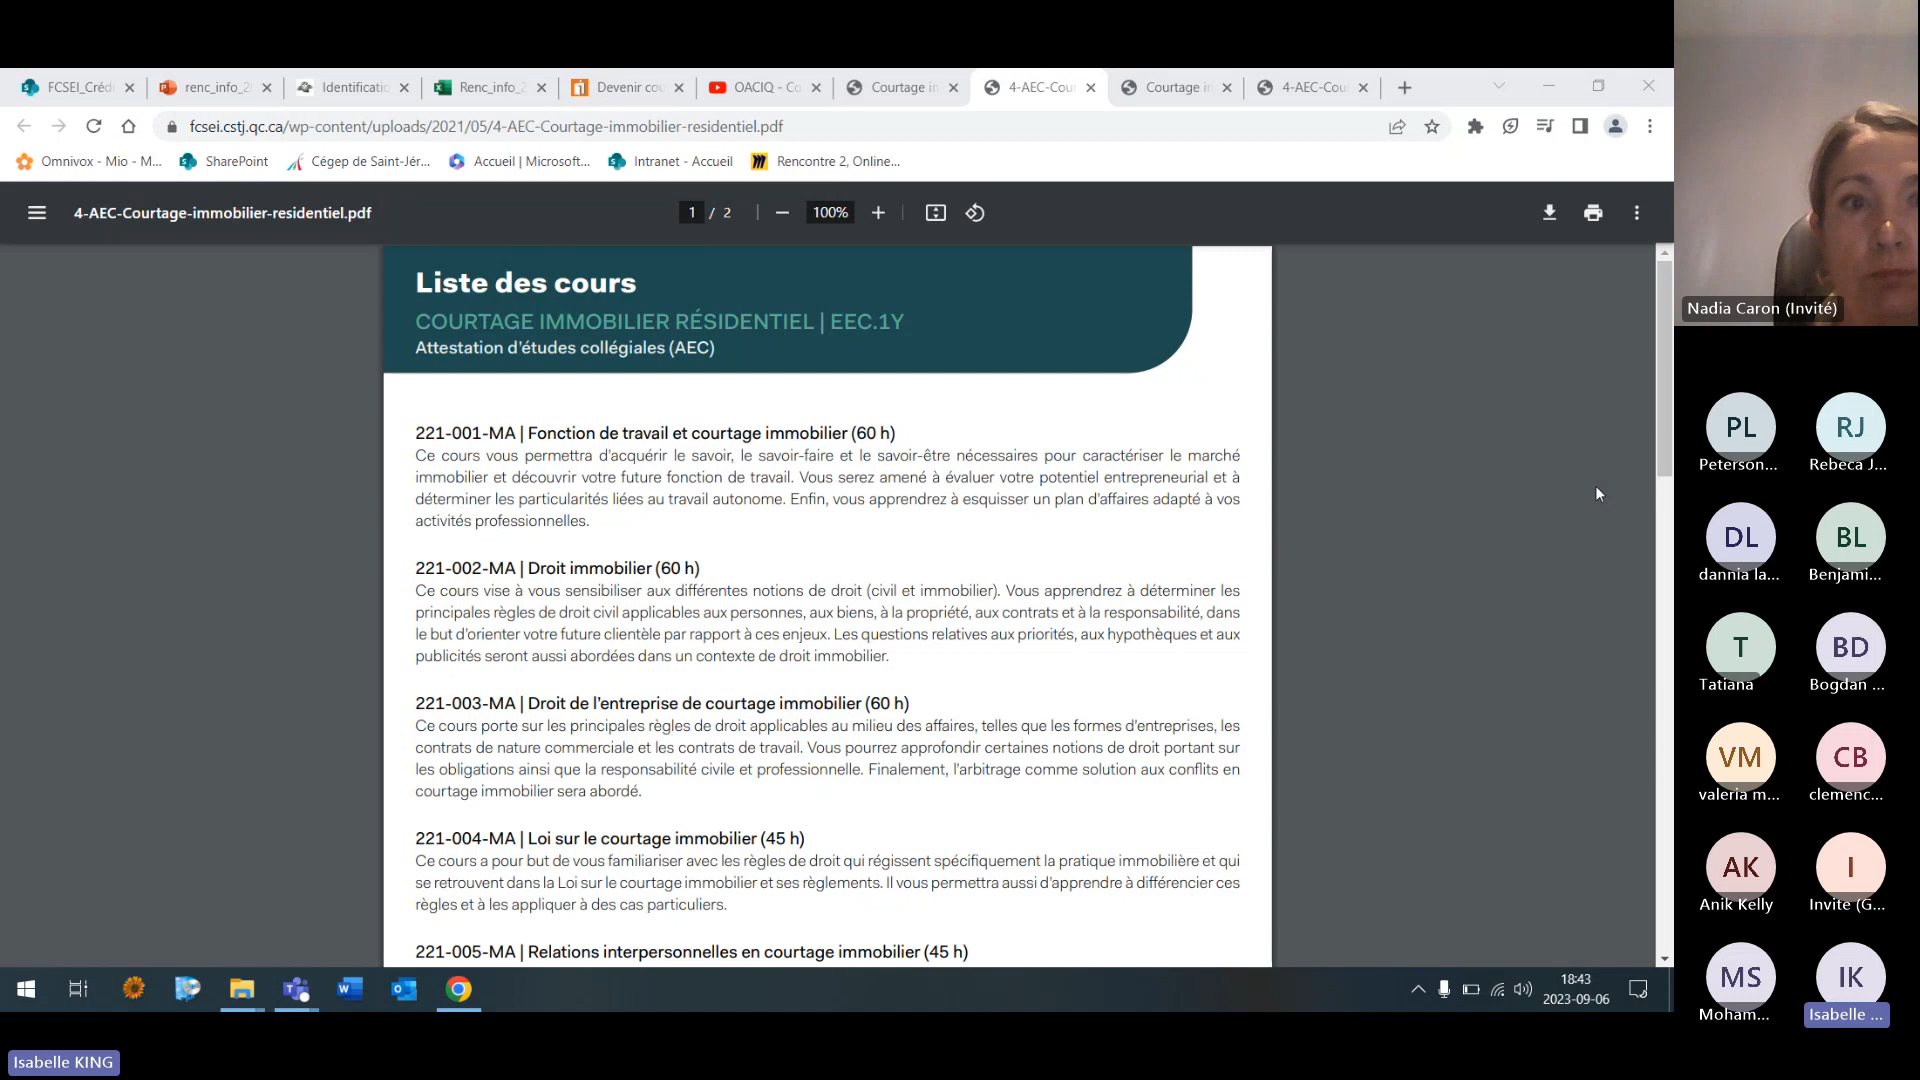 FCSEI_Créd
renc_info_2
Identificatio
Renc_info_2
Devenir cou
OACIQ - Co
Courtage in
4-AEC-Cou
Courtage in
4-AEC-Cou
fcsei.cstj.qc.ca/wp-content/uploads/2021/05/4-AEC-Courtage-immobilier-residentiel.pdf
Omnivox - Mio - M...
SharePoint
Cégep de Saint-Jér...
Accueil | Microsoft...
Intranet - Accueil
Rencontre 2, Online...
4-AEC-Courtage-immobilier-residentiel.pdf
1 / 2
100%
Liste des cours
COURTAGE IMMOBILIER RÉSIDENTIEL | EEC.1Y
Attestation d'études collégiales (AEC)
221-001-MA | Fonction de travail et courtage immobilier (60 h)
Ce cours vous permettra d'acquérir le savoir, le savoir-faire et le savoir-être nécessaires pour caractériser le marché
immobilier et découvrir votre future fonction de travail. Vous serez amené à évaluer votre potentiel entrepreneurial et à
déterminer les particularités liées au travail autonome. Enfin, vous apprendrez à esquisser un plan d'affaires adapté à vos
activités professionnelles.
221-002-MA | Droit immobilier (60 h)
Ce cours vise à vous sensibiliser aux différentes notions de droit (civil et immobilier). Vous apprendrez à déterminer les
principales règles de droit civil applicables aux personnes, aux biens, à la propriété, aux contrats et à la responsabilité, dans
le but d'orienter votre future clientèle par rapport à ces enjeux. Les questions relatives aux priorités, aux hypothèques et aux
publicités seront aussi abordées dans un contexte de droit immobilier.
221-003-MA | Droit de l'entreprise de courtage immobilier (60 h)
Ce cours porte sur les principales règles de droit applicables au milieu des affaires, telles que les formes d'entreprises, les
contrats de nature commerciale et les contrats de travail. Vous pourrez approfondir certaines notions de droit portant sur
les obligations ainsi que la responsabilité civile et professionnelle. Finalement, l'arbitrage comme solution aux conflits en
courtage immobilier sera abordé.
221-004-MA | Loi sur le courtage immobilier (45 h)
Ce cours a pour but de vous familiariser avec les règles de droit qui régissent spécifiquement la pratique immobilière et qui
se retrouvent dans la Loi sur le courtage immobilier et ses règlements. Il vous permettra aussi d'apprendre à différencier ces
règles et à les appliquer à des cas particuliers.
221-005-MA | Relations interpersonnelles en courtage immobilier (45 h)
18:43
2023-09-06
Isabelle KING
Nadia Caron (Invité)
PL
Peterson...
RJ
Rebeca J...
DL
dannia la...
BL
Benjami...
T
Tatiana
BD
Bogdan ...
VM
valeria m...
CB
clemenc...
AK
Anik Kelly
I
Invite (G...
MS
Moham...
IK
Isabelle ...